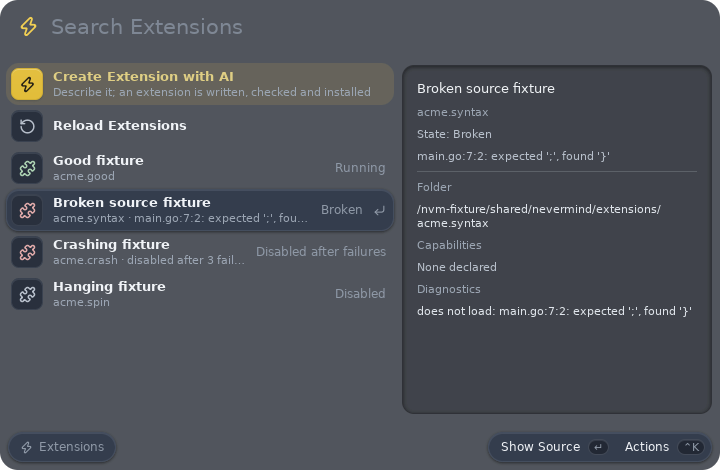 Search Extensions
Create Extension with AI
Describe it; an extension is written, checked and installed
Reload Extensions
Good fixture
acme.good
Running
Broken source fixture
acme.syntax · main.go:7:2: expected ';', fou...
Broken ↵
Crashing fixture
acme.crash · disabled after 3 fail...
Disabled after failures
Hanging fixture
acme.spin
Disabled
Broken source fixture
acme.syntax
State: Broken
main.go:7:2: expected ';', found '}'
Folder
/nvm-fixture/shared/nevermind/extensions/
acme.syntax
Capabilities
None declared
Diagnostics
does not load: main.go:7:2: expected ';', found '}'
Extensions
Show Source ↵ Actions ^K